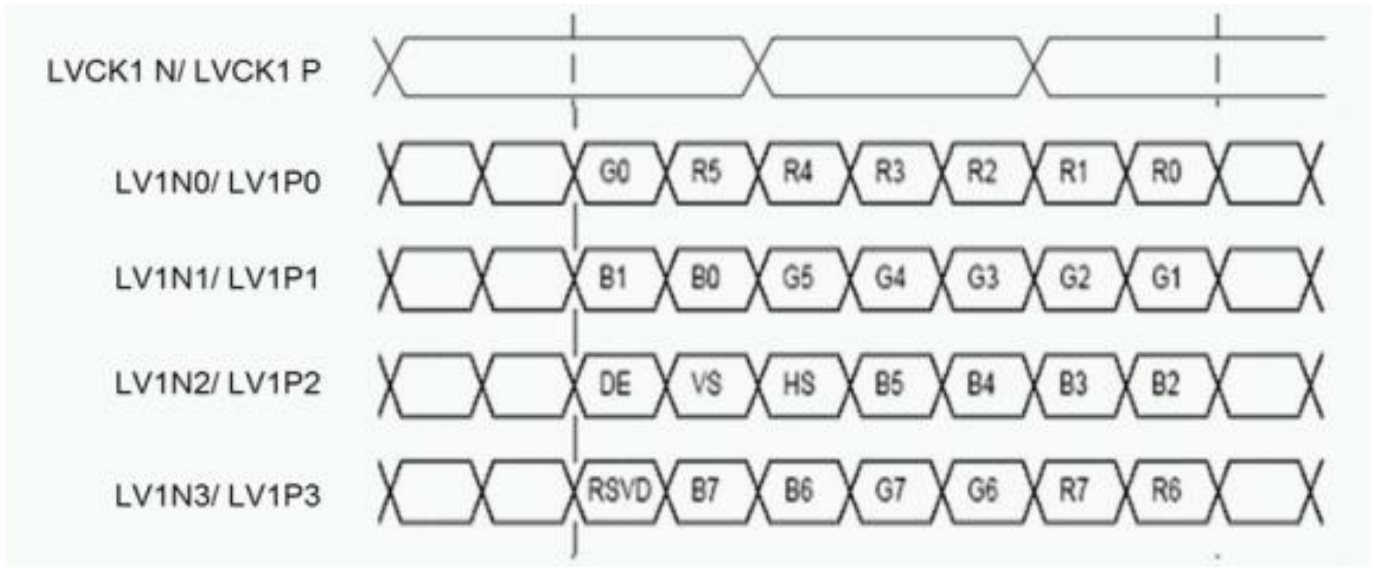 LVCK1 N/ LVCK1 P
LV1N0/ LV1P0 G0 R5 R4 R3 R2 R1 R0
LV1N1/ LV1P1 B1 B0 G5 G4 G3 G2 G1
LV1N2/ LV1P2 DE VS HS B5 B4 B3 B2
LV1N3/ LV1P3 RSVD B7 B6 G7 G6 R7 R6